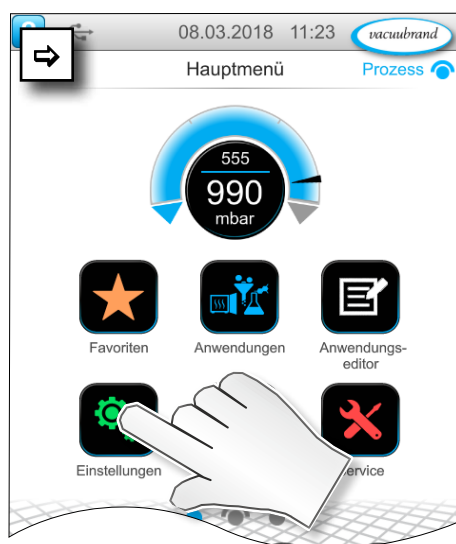 08.03.2018 11:23 vacuubrand
Hauptmenü Prozess
555
990
mbar
Favoriten Anwendungen Anwendungs-
editor
Einstellungen ervice